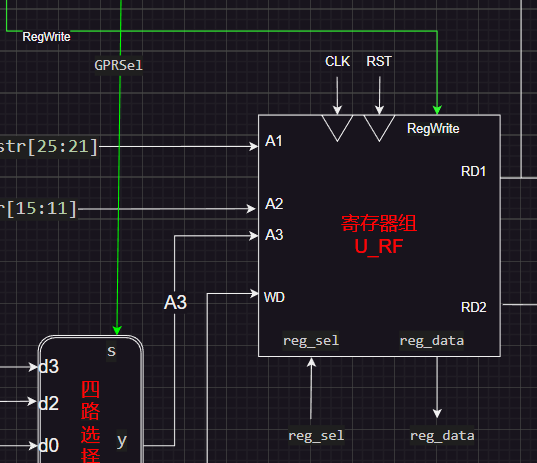 RegWrite
GPRSel
CLK
RST
RegWrite
str[25:21]
A1
RD1
r[15:11]
A2
A3
寄存器组
U_RF
A3
WD
RD2
reg_sel
reg_data
s
d3
d2
d0
四
路
选
择
y
reg_sel
reg_data